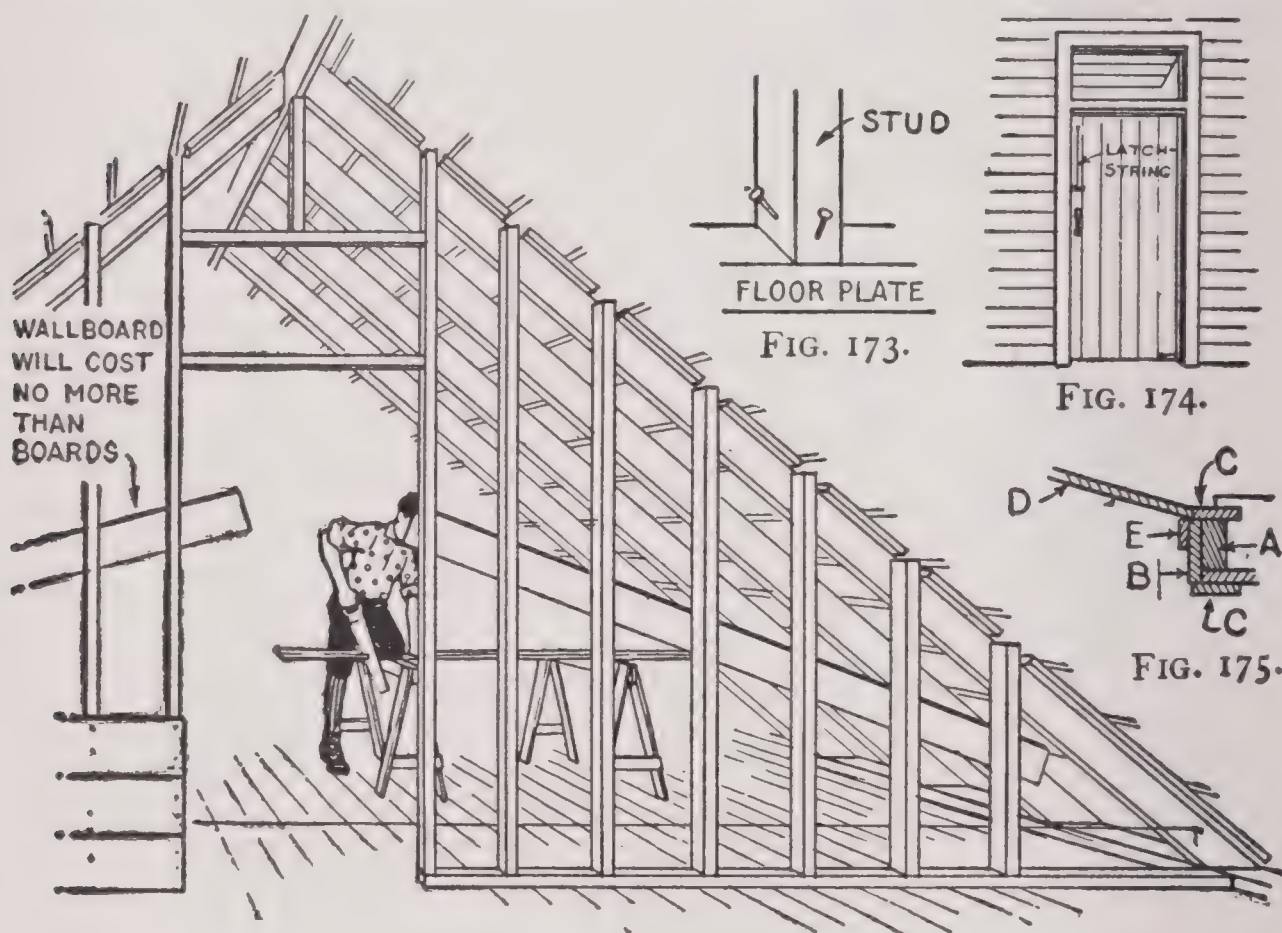 WALLBOARD
WILL COST
NO MORE
THAN
BOARDS
STUD
FLOOR PLATE
FIG. 173.
LATCH-
STRING
FIG. 174.
C
D
E
A
B
C
FIG. 175.